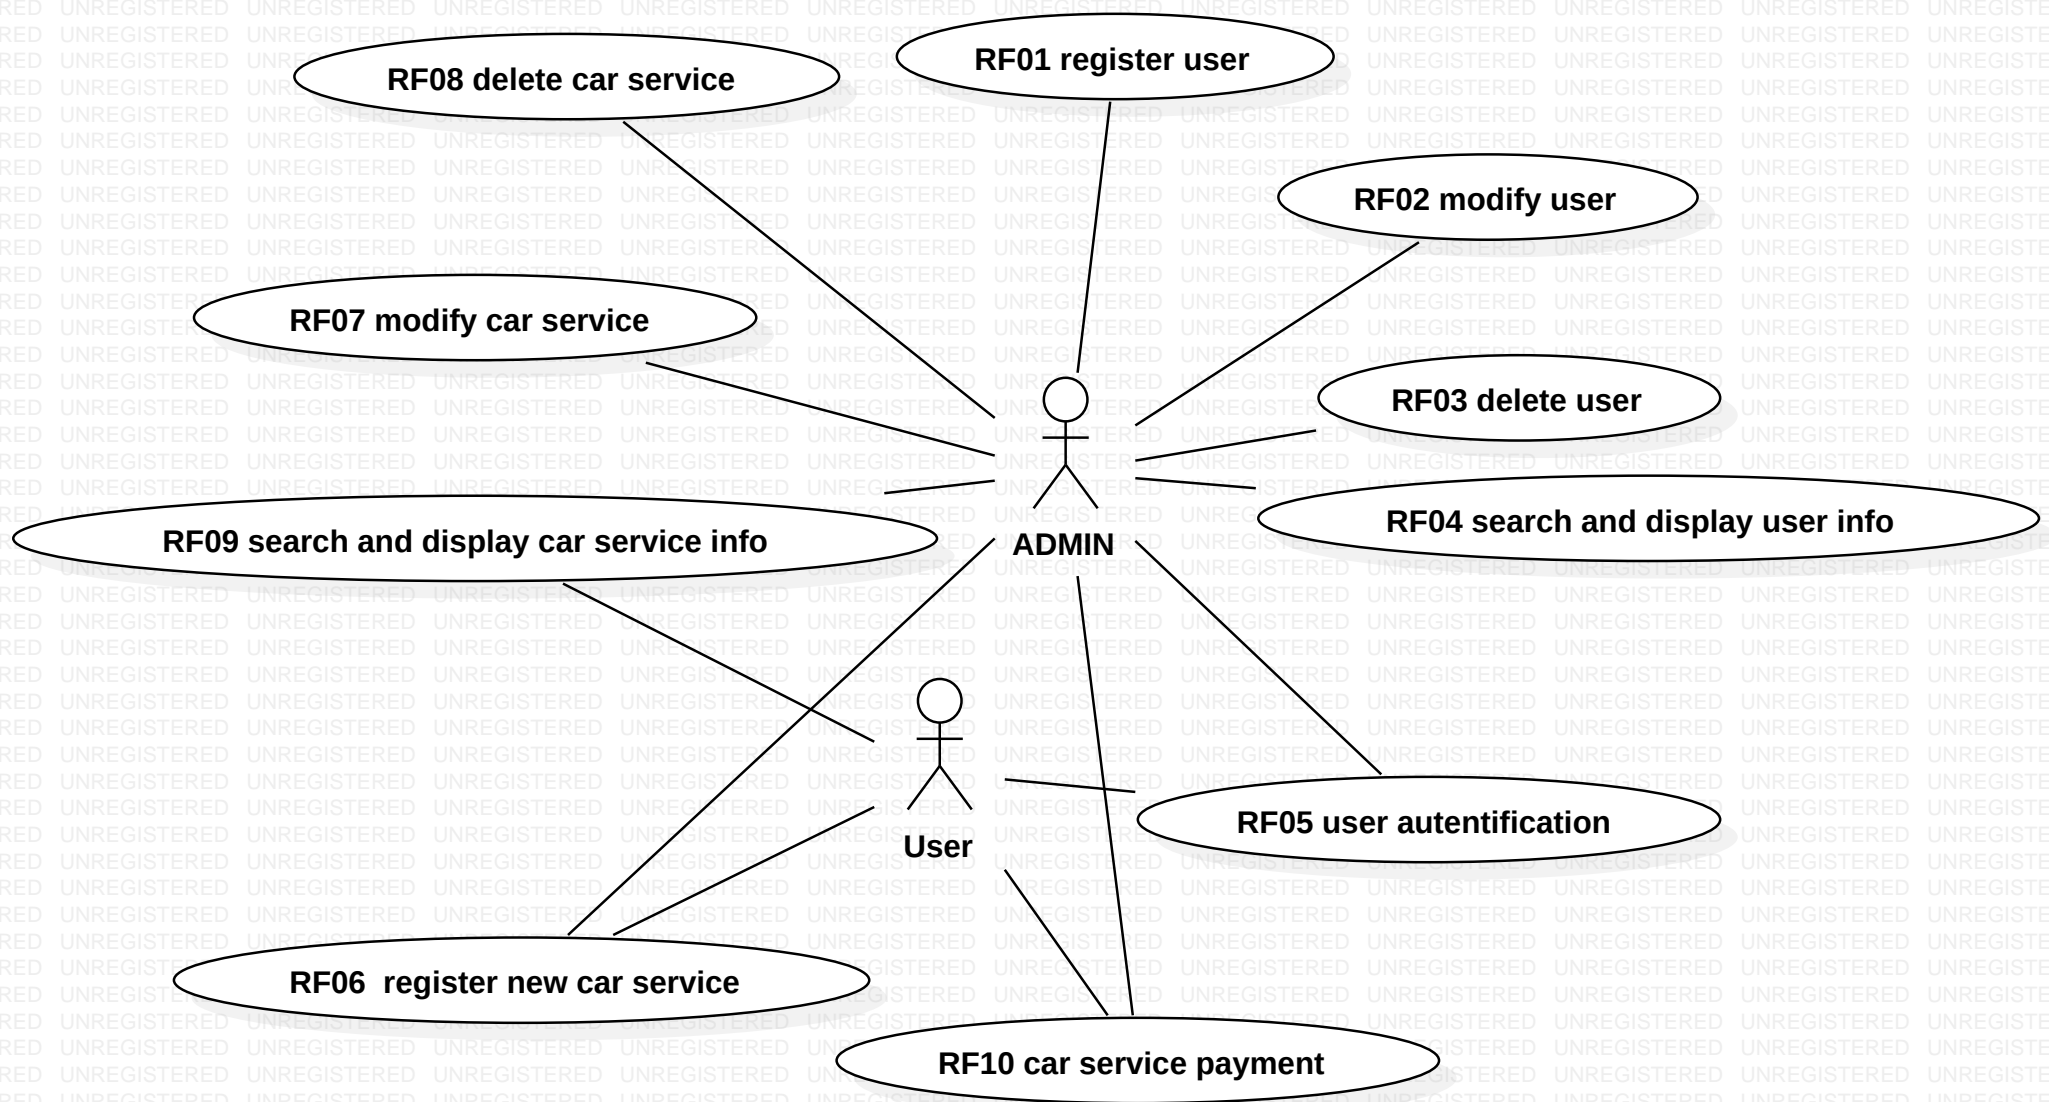 RF01 register user
RF08 delete car service
RF02 modify user
RF07 modify car service
RF03 delete user
RF04 search and display user info
RF09 search and display car service info
ADMIN
RF05 user autentification
User
RF06  register new car service
RF10 car service payment
UNREGISTERED